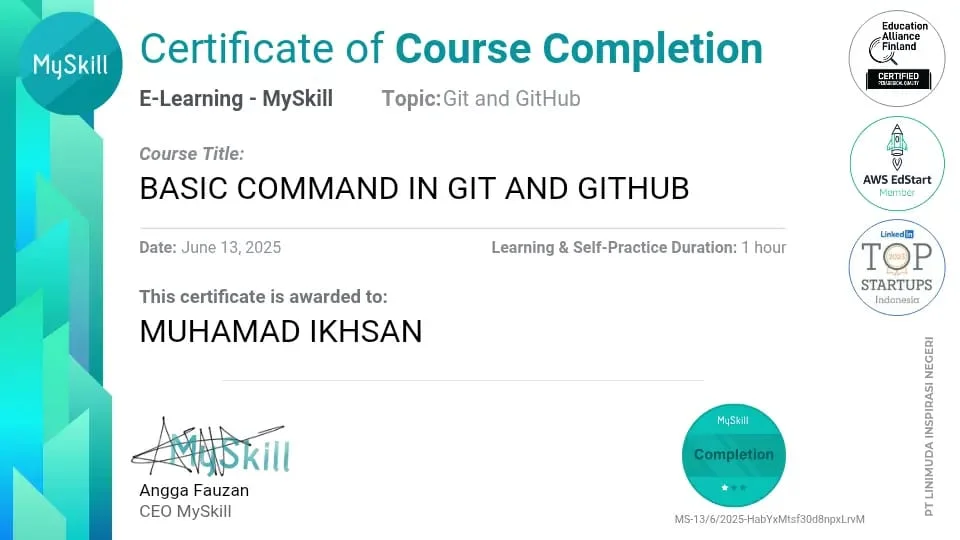 MySkill
Certificate of Course Completion
E-Learning - MySkill Topic:Git and GitHub
Course Title:
BASIC COMMAND IN GIT AND GITHUB
Date: June 13, 2025 Learning & Self-Practice Duration: 1 hour
This certificate is awarded to:
MUHAMAD IKHSAN
MySkill
Angga Fauzan
CEO MySkill
MySkill
Completion
MS-13/6/2025-HabYxMtsf30d8npxLrvM
Education
Alliance
Finland
CERTIFIED
PEDAGOGICAL QUALITY
AWS EdStart
Member
LinkedIn
TOP
2023
STARTUPS
Indonesia
PT LINIMUDA INSPIRASI NEGERI